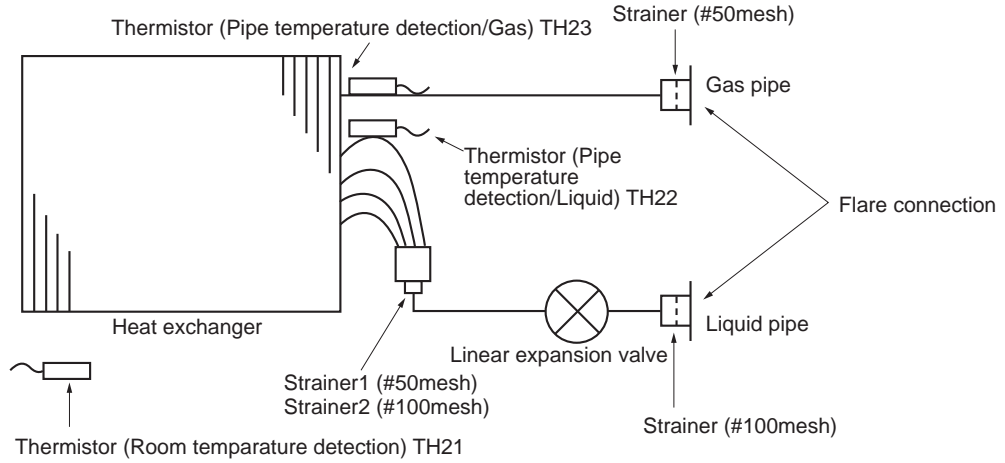 Strainer (#50mesh)
Thermistor (Pipe temperature detection/Gas) TH23
Gas pipe
Thermistor (Pipe
temperature
detection/Liquid) TH22
Flare connection
Heat exchanger
Liquid pipe
Linear expansion valve
Strainer1 (#50mesh)
Strainer2 (#100mesh)
Strainer (#100mesh)
Thermistor (Room temparature detection) TH21